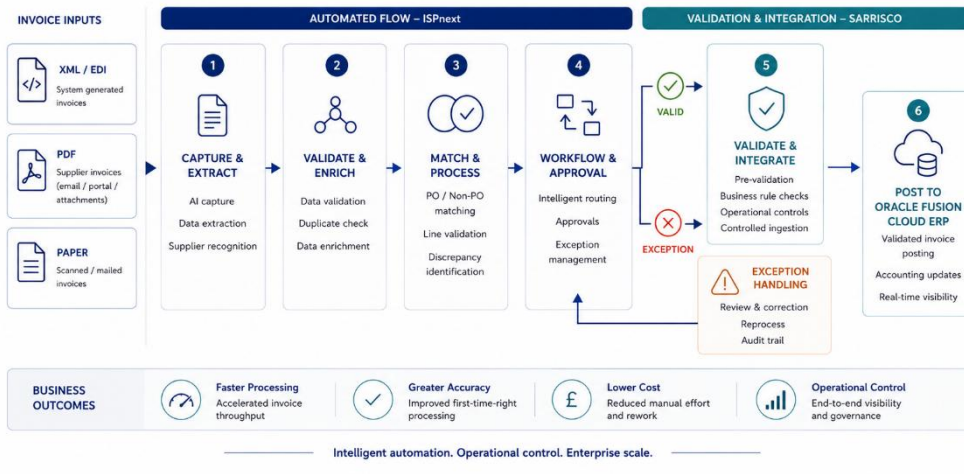 INVOICE INPUTS
AUTOMATED FLOW – ISPnext
VALIDATION & INTEGRATION – SARRISCO
XML / EDI
System generated
invoices
PDF
Supplier invoices
(email / portal /
attachments)
PAPER
Scanned / mailed
invoices
1
CAPTURE &
EXTRACT
AI capture
Data extraction
Supplier recognition
2
VALIDATE &
ENRICH
Data validation
Duplicate check
Data enrichment
3
MATCH &
PROCESS
PO / Non-PO
matching
Line validation
Discrepancy
identification
4
WORKFLOW &
APPROVAL
Intelligent routing
Approvals
Exception
management
VALID
EXCEPTION
5
VALIDATE &
INTEGRATE
Pre-validation
Business rule checks
Operational controls
Controlled ingestion
EXCEPTION
HANDLING
Review & correction
Reprocess
Audit trail
6
POST TO
ORACLE FUSION
CLOUD ERP
Validated invoice
posting
Accounting updates
Real-time visibility
BUSINESS
OUTCOMES
Faster Processing
Accelerated invoice
throughput
Greater Accuracy
Improved first-time-right
processing
£
Lower Cost
Reduced manual effort
and rework
Operational Control
End-to-end visibility
and governance
Intelligent automation. Operational control. Enterprise scale.